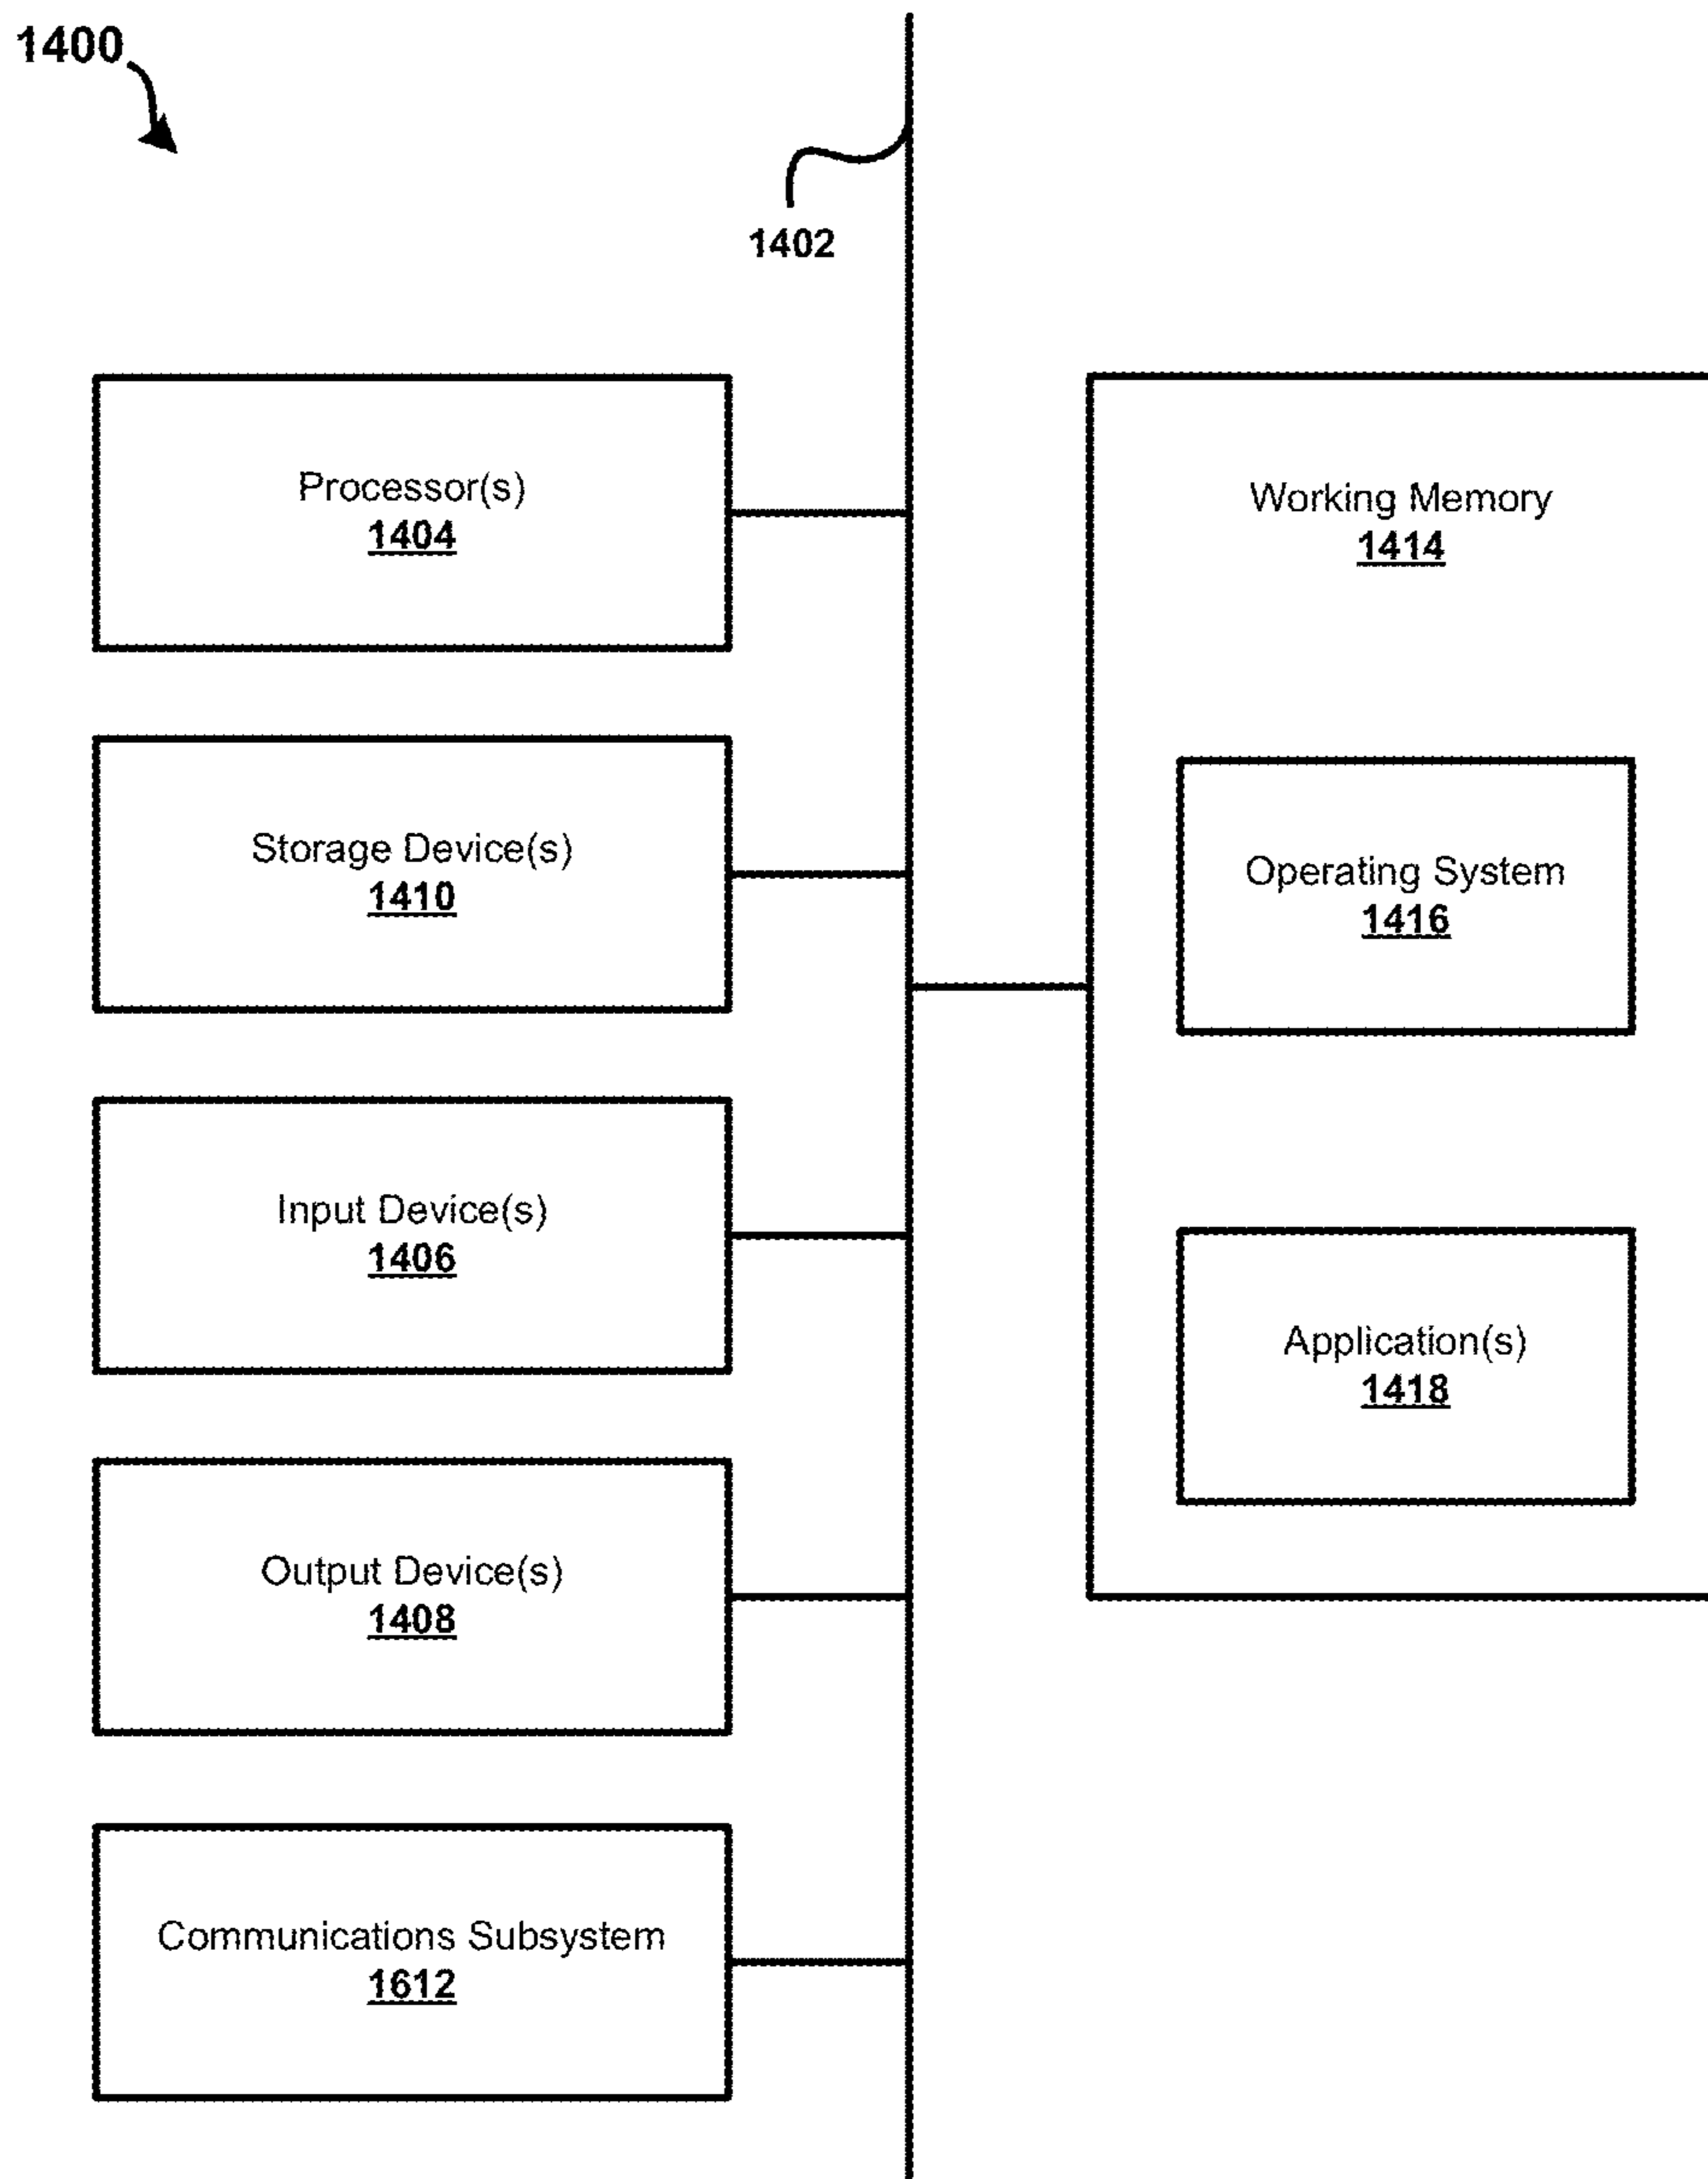 1400
1402
Processor(s)
1404
Storage Device(s)
1410
Input Device(s)
1406
Output Device(s)
1408
Communications Subsystem
1612
Working Memory
1414
Operating System
1416
Application(s)
1418